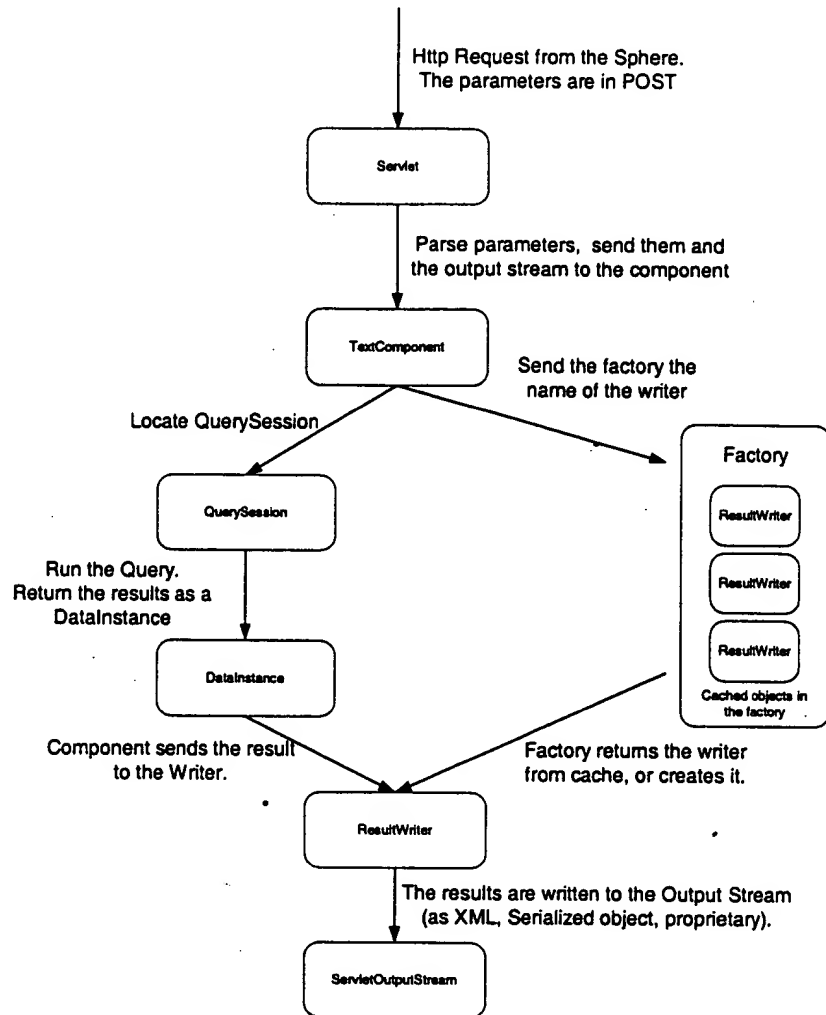 Http Request from the Sphere.
The parameters are in POST
Servlet
Parse parameters, send them and
the output stream to the component
TextComponent
Send the factory the
name of the writer
Locate QuerySession
Factory
QuerySession
ResultWriter
Run the Query.
Return the results as a
DataInstance
ResultWriter
ResultWriter
DataInstance
Cached objects in
the factory
Component sends the result
to the Writer.
Factory returns the writer
from cache, or creates it.
ResultWriter
The results are written to the Output Stream
(as XML, Serialized object, proprietary).
ServletOutputStream